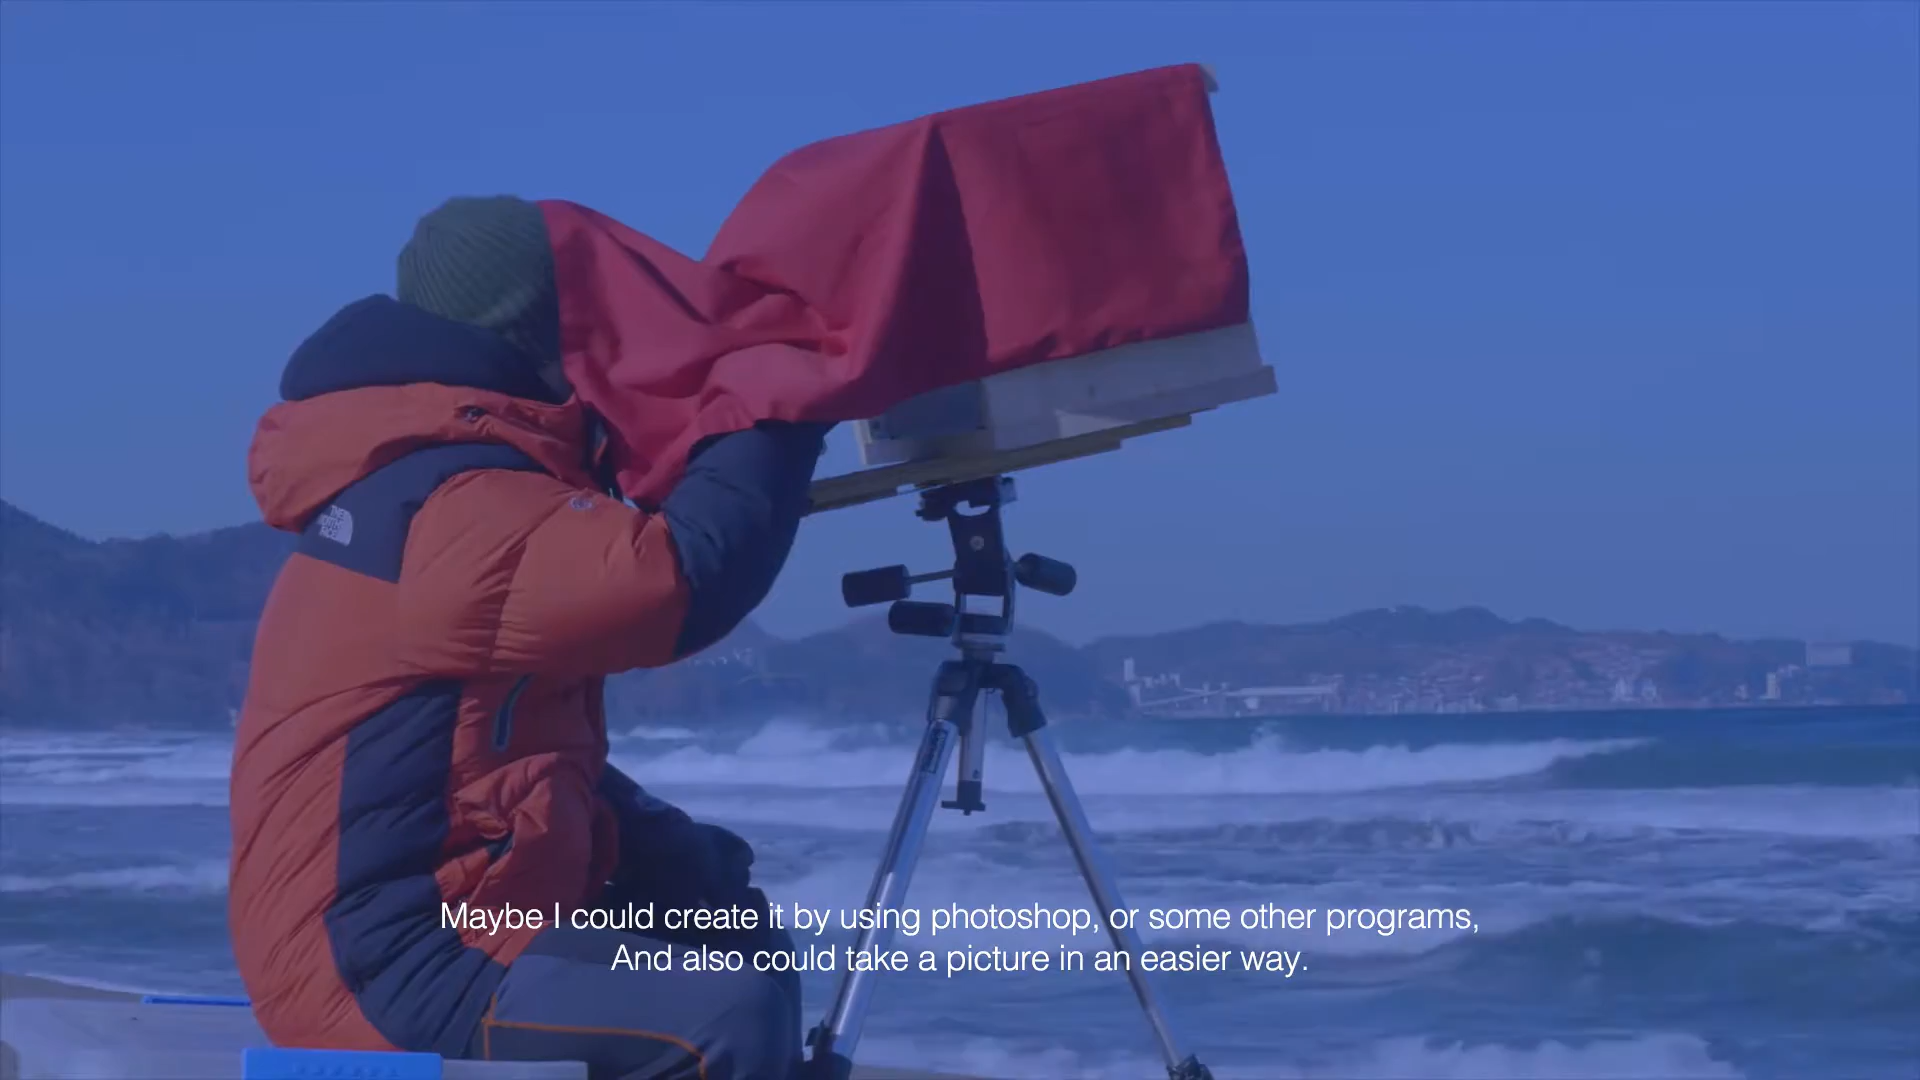 Maybe I could create it by using photoshop, or some other programs,
And also could take a picture in an easier way.